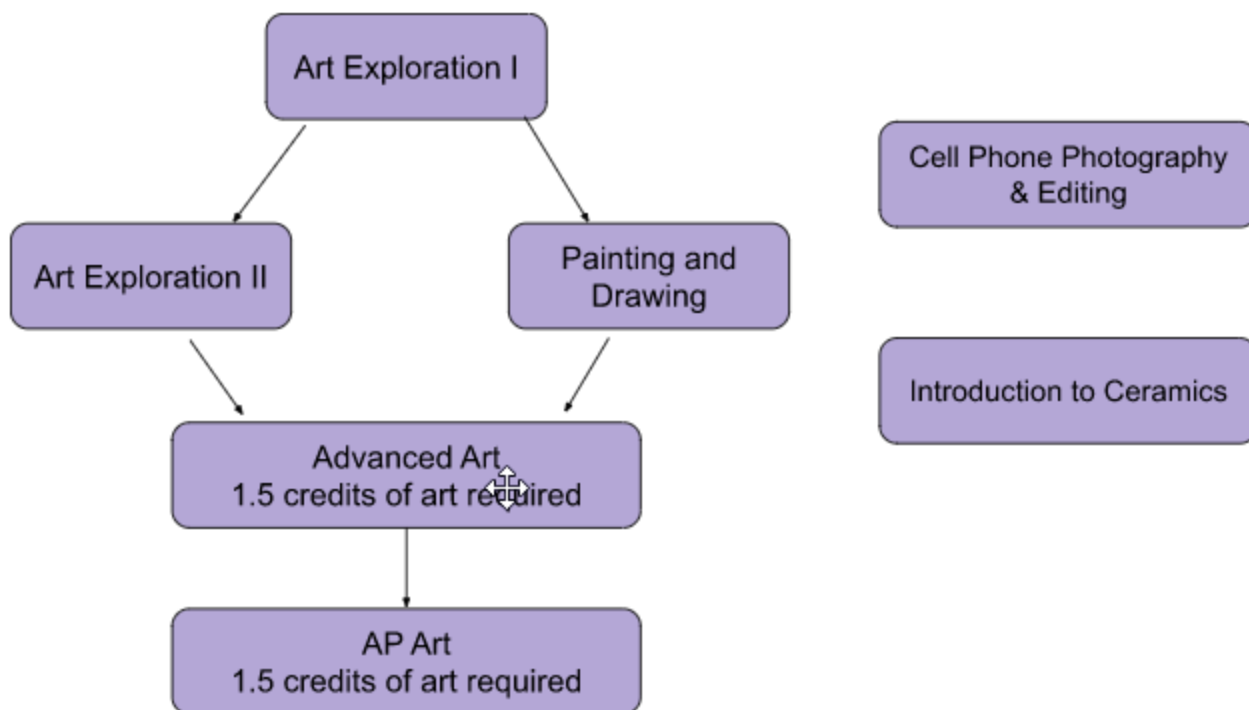 Art Exploration I
Cell Phone Photography
& Editing
Art Exploration II
Painting and
Drawing
Introduction to Ceramics
Advanced Art
1.5 credits of art required
AP Art
1.5 credits of art required